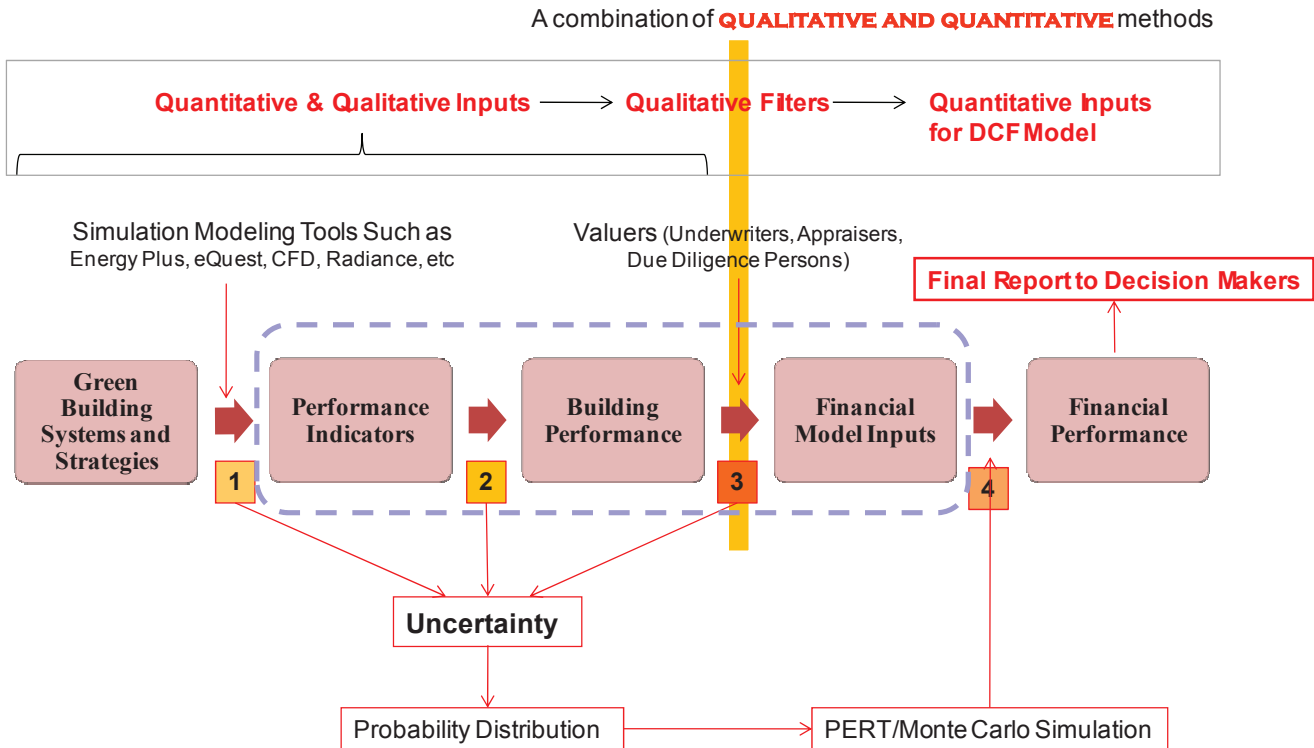 A combination of QUALITATIVE AND QUANTITATIVE methods
Quantitative & Qualitative Inputs
Qualitative Filters
Quantitative Inputs
for DCF Model
Simulation Modeling Tools Such as
Energy Plus, eQuest, CFD, Radiance, etc
Valuers (Underwriters, Appraisers,
Due Diligence Persons)
Final Report to Decision Makers
Green
Building
Systems and
Strategies
Performance
Indicators
Building
Performance
Financial
Model Inputs
Financial
Performance
1
2
3
4
Uncertainty
Probability Distribution
PERT/Monte Carlo Simulation